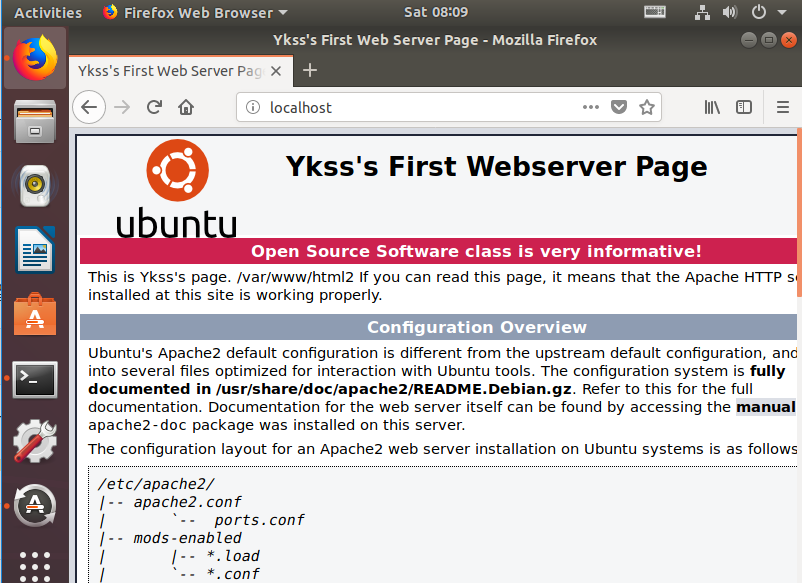 Activities Firefox Web Browser Sat 08:09
Ykss's First Web Server Page - Mozilla Firefox
Ykss's First Web Server Pag
localhost
ubuntu
Ykss's First Webserver Page
Open Source Software class is very informative!
This is Ykss's page. /var/www/html2 If you can read this page, it means that the Apache HTTP
installed at this site is working properly.
Configuration Overview
Ubuntu's Apache2 default configuration is different from the upstream default configuration, and
into several files optimized for interaction with Ubuntu tools. The configuration system is fully
documented in /usr/share/doc/apache2/README.Debian.gz. Refer to this for the full
documentation. Documentation for the web server itself can be found by accessing the manual
apache2-doc package was installed on this server.
The configuration layout for an Apache2 web server installation on Ubuntu systems is as follows
/etc/apache2/
|-- apache2.conf
|       `--  ports.conf
|-- mods-enabled
|       |-- *.load
|       `-- *.conf